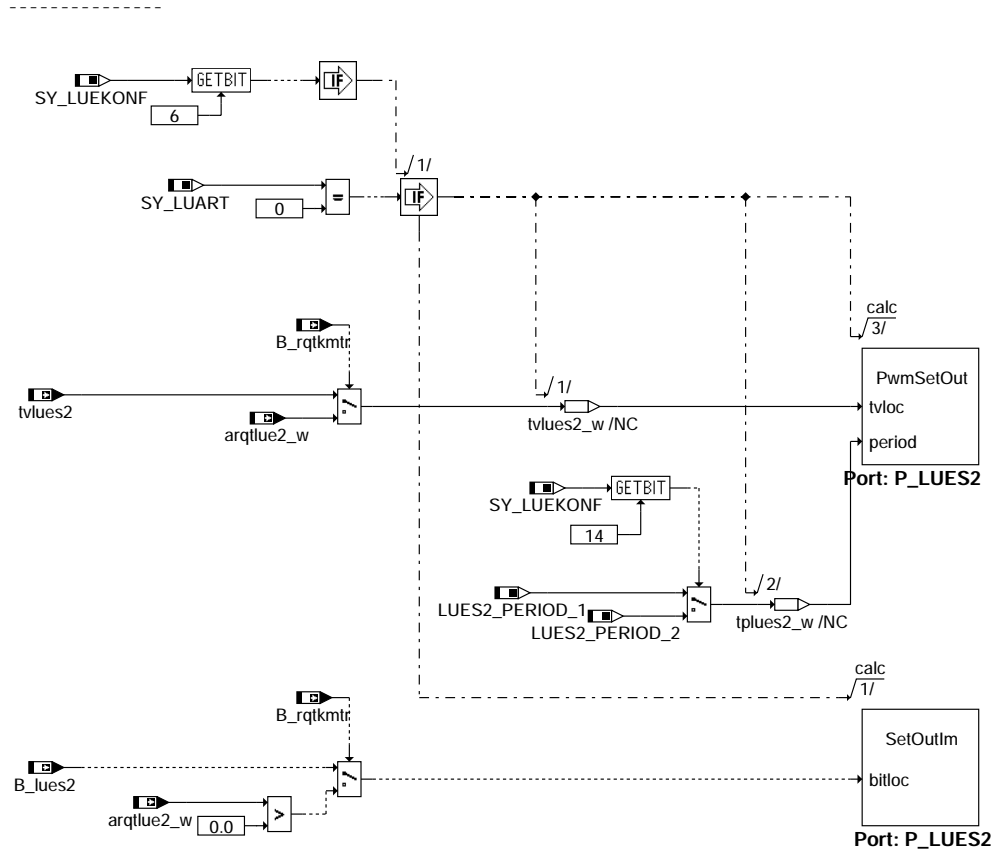 GETBIT
IF
SY_LUEKONF
6
/1/
IF
SY_LUART
=
0
calc
3/
B_rqtkmtr
PwmSetOut
/1/
tvlues2
tvloc
arqtlue2_w
tvlues2_w /NC
period
Port: P_LUES2
GETBIT
SY_LUEKONF
14
/2/
LUES2_PERIOD_1
LUES2_PERIOD_2
tplues2_w /NC
calc
1/
B_rqtkmtr
SetOutIm
B_lues2
bitloc
arqtlue2_w
>
0.0
Port: P_LUES2